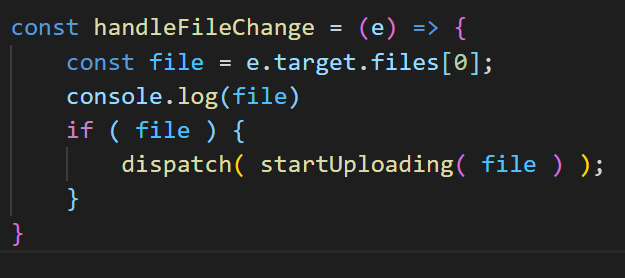 const handleFileChange = (e) => {
    const file = e.target.files[0];
    console.log(file)
    if ( file ) {
        dispatch( startUploading( file ) );
    }
}